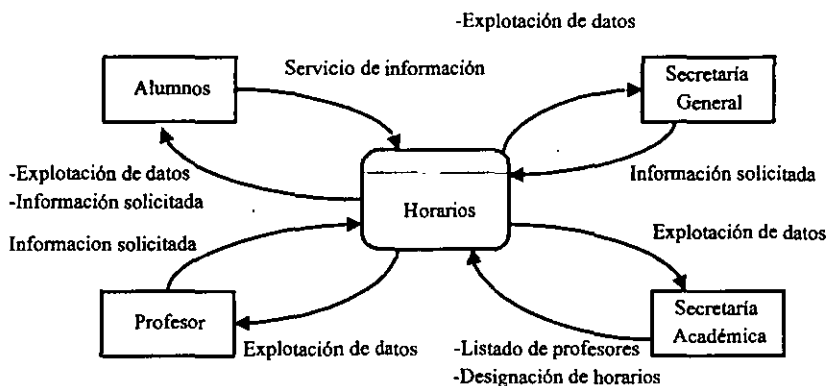 -Explotación de datos
Servicio de información
Alumnos
Secretaría
General
-Explotación de datos
-Información solicitada
Información solicitada
Horarios
Informacion solicitada
Explotación de datos
Profesor
Secretaría
Académica
Explotación de datos
-Listado de profesores
-Designación de horarios